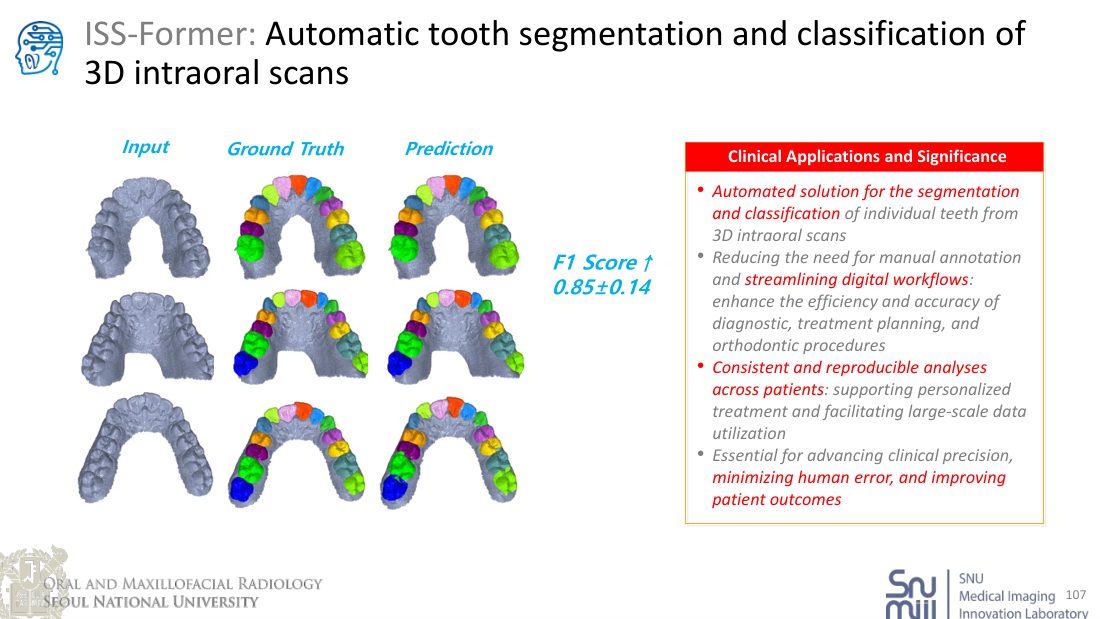 ISS-Former: Automatic tooth segmentation and classification of
3D intraoral scans
Input
Ground Truth
Prediction
F1 Score ↑
0.85±0.14
Clinical Applications and Significance
• Automated solution for the segmentation
and classification of individual teeth from
3D intraoral scans
• Reducing the need for manual annotation
and streamlining digital workflows:
enhance the efficiency and accuracy of
diagnostic, treatment planning, and
orthodontic procedures
• Consistent and reproducible analyses
across patients: supporting personalized
treatment and facilitating large-scale data
utilization
• Essential for advancing clinical precision,
minimizing human error, and improving
patient outcomes
ORAL AND MAXILLOFACIAL RADIOLOGY
SEOUL NATIONAL UNIVERSITY
SNU
mill
SNU
Medical Imaging
Innovation Laboratory
107